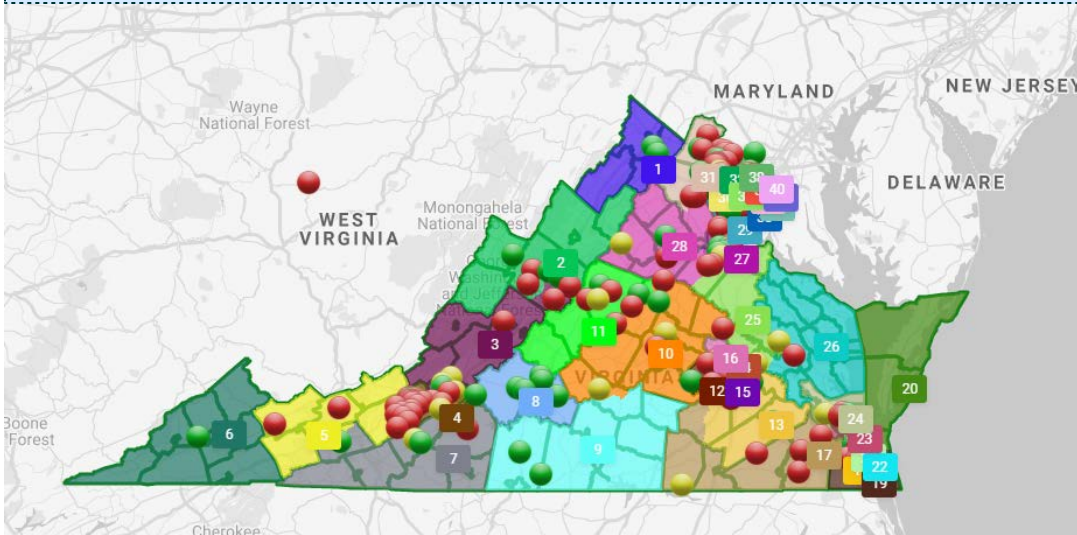 MARYLAND
NEW JERSEY
Wayne
National Forest
DELAWARE
WEST
VIRGINIA
Monongahela
National Forest
1
31
38
40
28
29
27
2
3
11
25
26
10
16
VIRGINIA
12
15
20
8
4
13
24
5
6
7
9
17
23
22
19
Boone
Forest
Cherokee